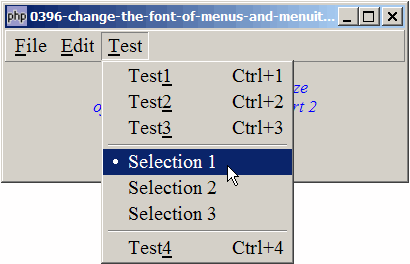 php 0396-change-the-font-of-menus-and-menuit...
File Edit Test
Test1 Ctrl+1
Test2 Ctrl+2
Test3 Ctrl+3
Selection 1
Selection 2
Selection 3
Test4 Ctrl+4